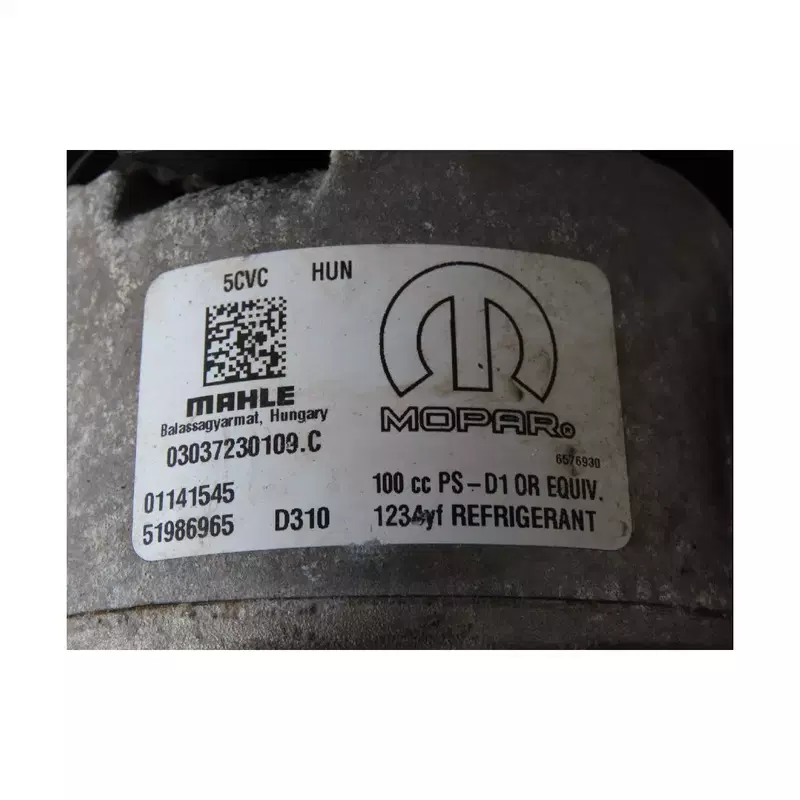 5CVC HUN
MAHLE
Balassagyarmat, Hungary
03037230109.C
01141545
51986965 D310
MOPAR®
6576930
100 cc PS-D1 OR EQUIV.
1234yf REFRIGERANT